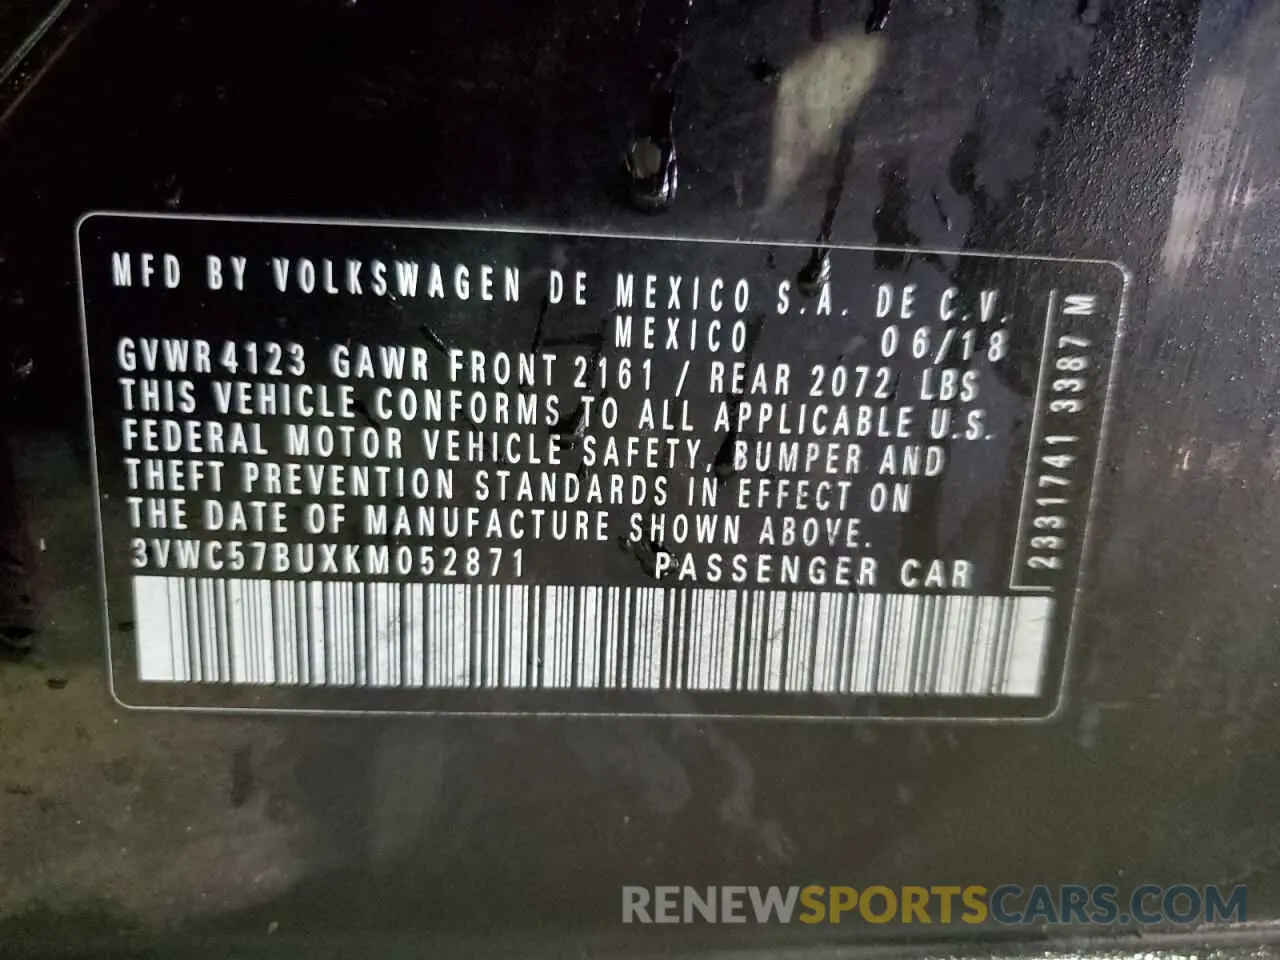 MFD BY VOLKSWAGEN DE MEXICO S.A. DE C.V.
MEXICO 06/18
GVWR 4123 GAWR FRONT 2161 / REAR 2072 LBS
THIS VEHICLE CONFORMS TO ALL APPLICABLE U.S.
FEDERAL MOTOR VEHICLE SAFETY, BUMPER AND
THEFT PREVENTION STANDARDS IN EFFECT ON
THE DATE OF MANUFACTURE SHOWN ABOVE.
3VWC57BUXKM052871 PASSENGER CAR
2331741 3387 M
RENEWSPORTSCARS.COM